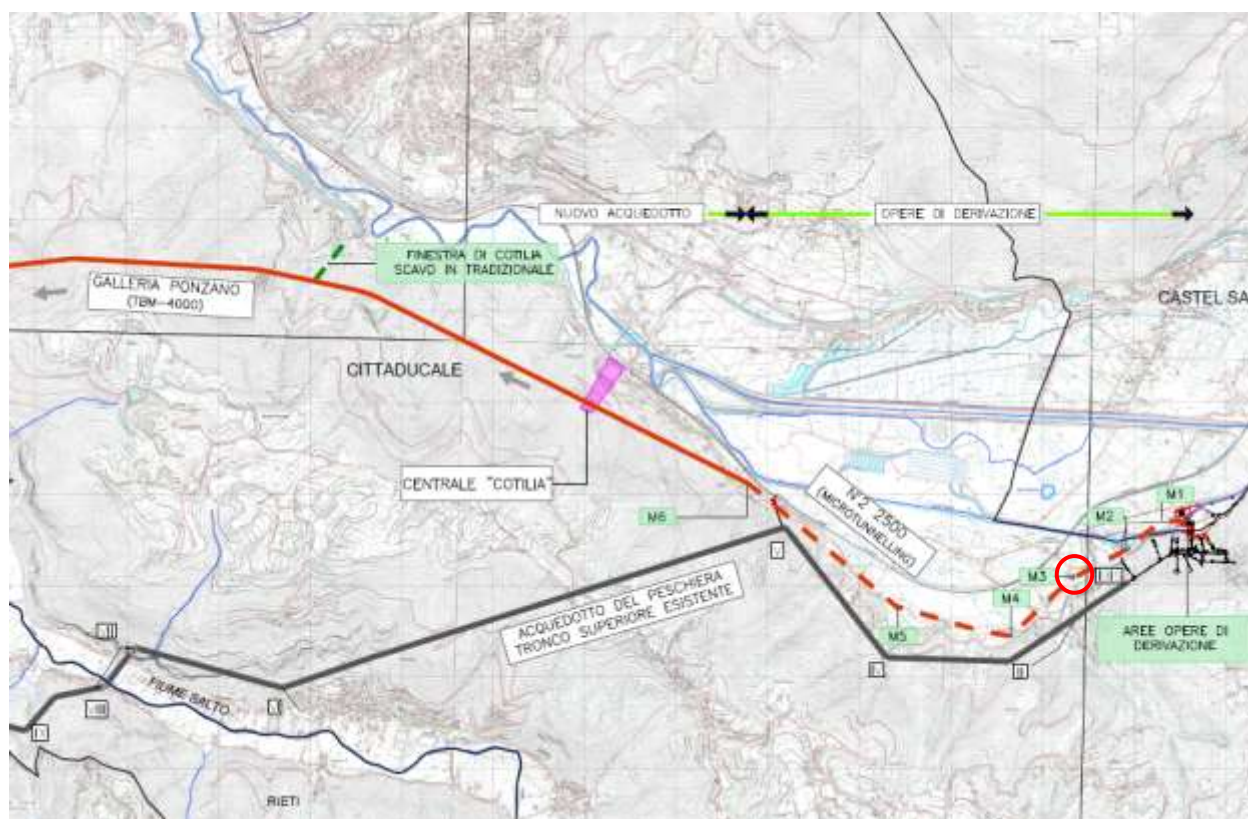 NUOVO ACQUEDOTTO
OPERE DI DERIVAZIONE
FINESTRA DI COTILIA
SCAVO IN TRADIZIONALE
GALLERIA PONZANO
(TBM-4000)
CASTEL SA
CITTADUCALE
CENTRALE "COTILIA"
M6
N°2 2500
(MICROTUNNELLING)
M1
M2
M3
M4
M5
AREE OPERE DI
DERIVAZIONE
ACQUEDOTTO DEL PESCHIERA
TRONCO SUPERIORE ESISTENTE
V
FIUME SALTO
RIETI